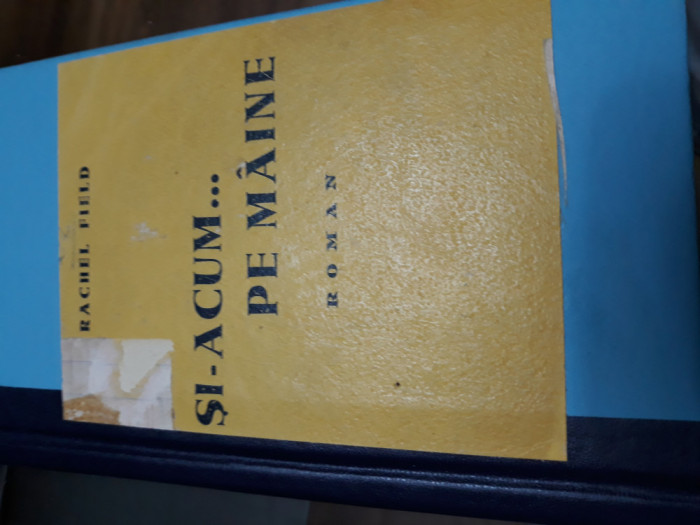 RACHEL FIELD
ŞI-ACUM...
PE MÂINE
ROMAN